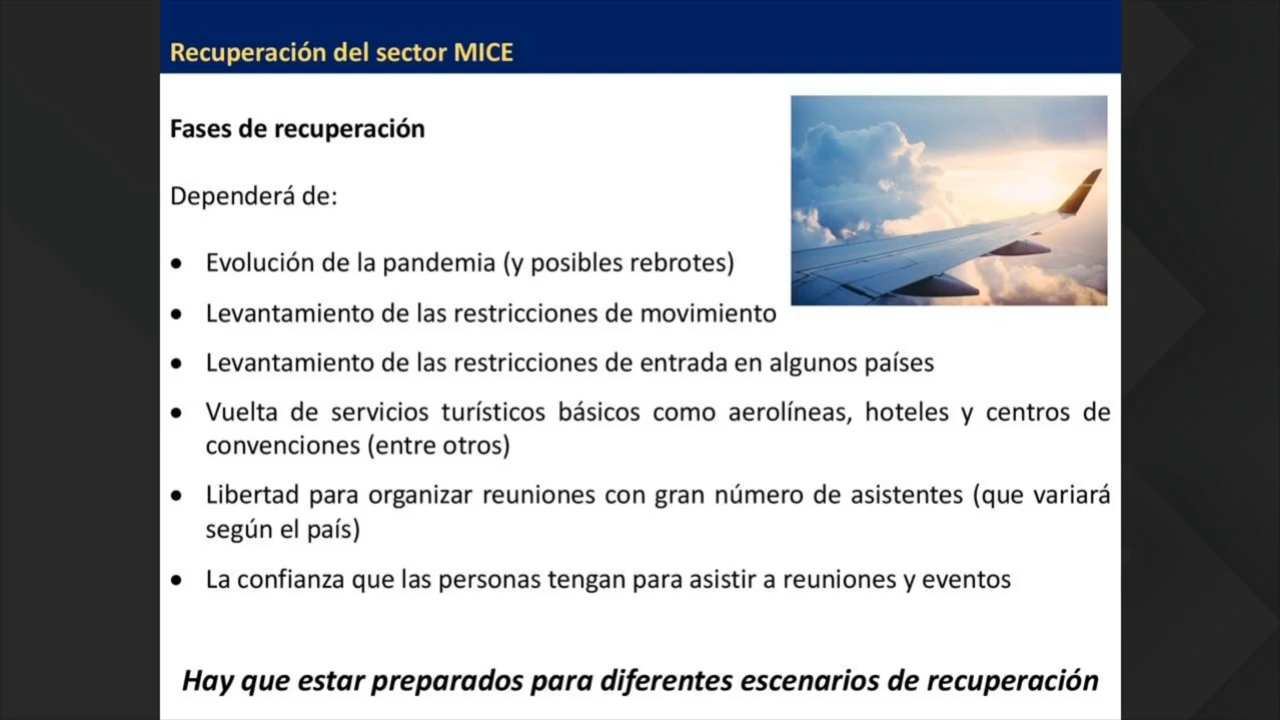 Recuperación del sector MICE
Fases de recuperación
Dependerá de:
• Evolución de la pandemia (y posibles rebrotes)
• Levantamiento de las restricciones de movimiento
• Levantamiento de las restricciones de entrada en algunos países
• Vuelta de servicios turísticos básicos como aerolíneas, hoteles y centros de
convenciones (entre otros)
• Libertad para organizar reuniones con gran número de asistentes (que variará
según el país)
• La confianza que las personas tengan para asistir a reuniones y eventos
Hay que estar preparados para diferentes escenarios de recuperación